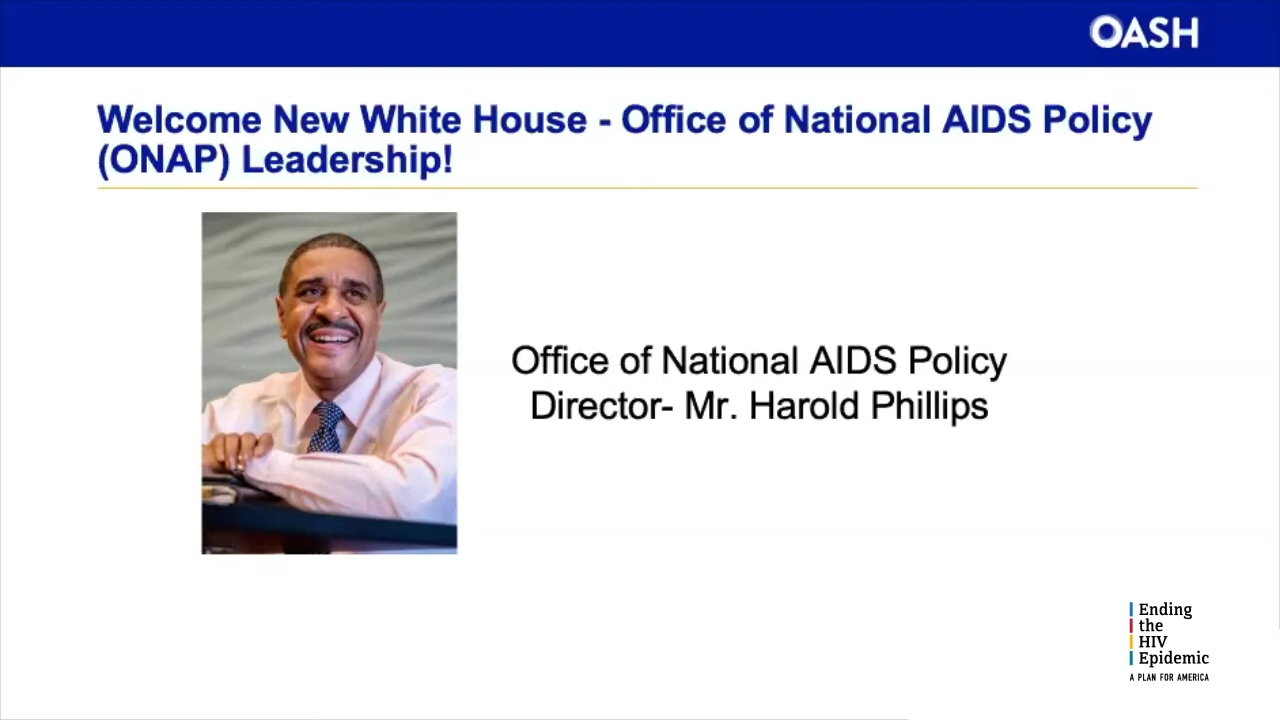 OASH
Welcome New White House - Office of National AIDS Policy
(ONAP) Leadership!
Office of National AIDS Policy
Director- Mr. Harold Phillips
Ending
the
HIV
Epidemic
A PLAN FOR AMERICA